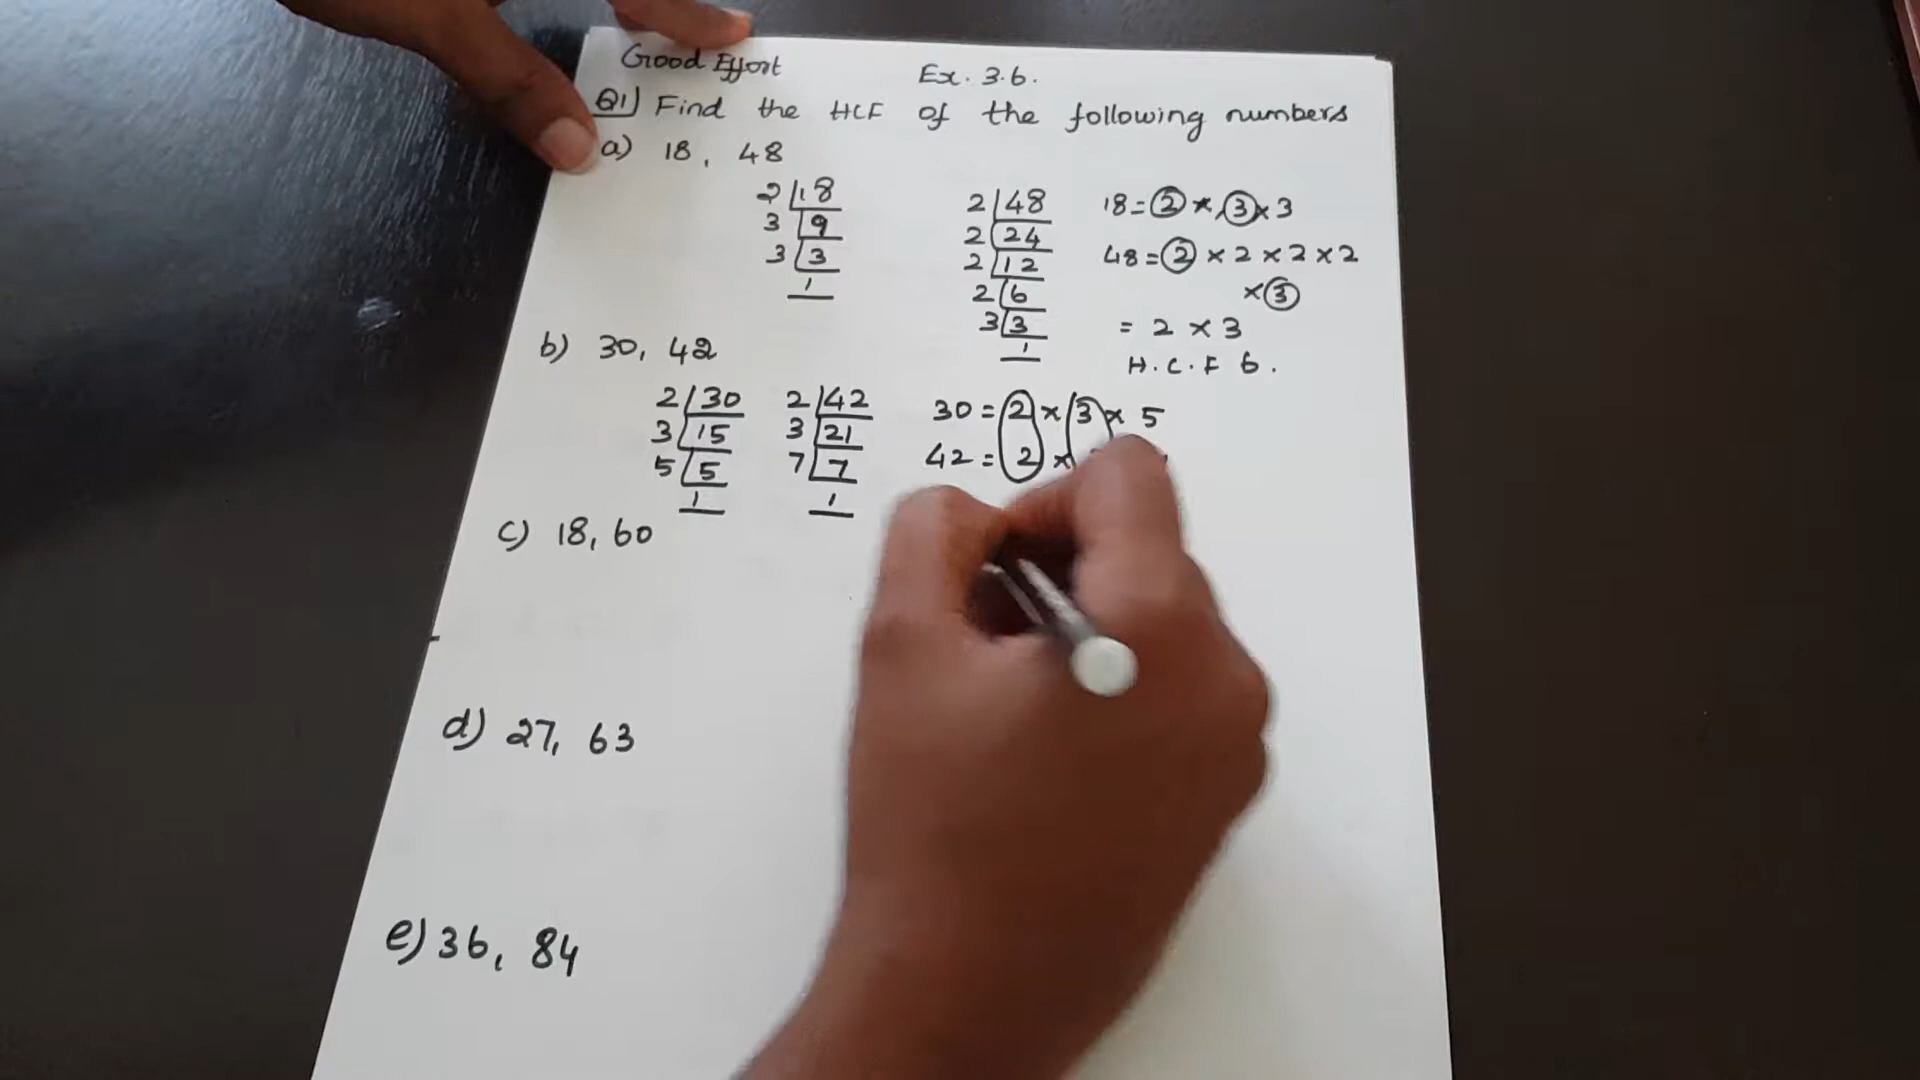 Good Effort
Ex. 3.6.
Q1) Find the HCF of the following numbers
a) 18, 48
2 18
3 9
3 3
1
2 48
2 24
2 12
2 6
3 3
1
18 = 2 × 3 × 3
48 = 2 × 2 × 2 × 2
× 3
= 2 × 3
H.C.F 6.
b) 30, 42
2 30
3 15
5 5
1
2 42
3 21
7 7
1
30 = 2 × 3 × 5
42 = 2 ×
c) 18, 60
d) 27, 63
e) 36, 84